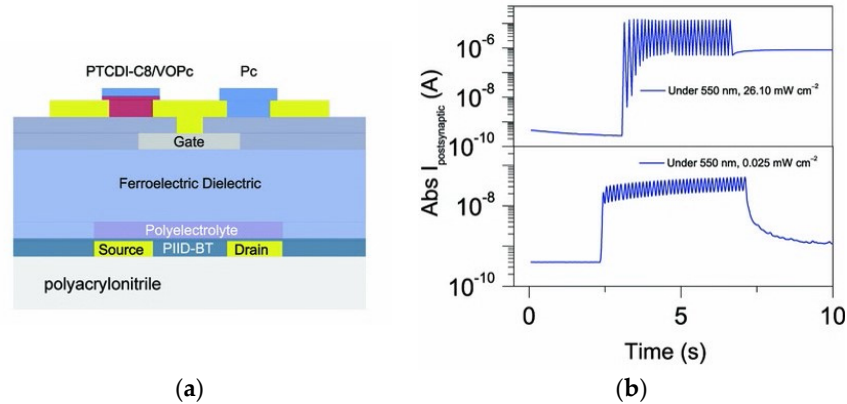 PTCDI-C8/VOPc
Pc
Gate
Ferroelectric Dielectric
Polyelectrolyte
Source
PIID-BT
Drain
polyacrylonitrile
(a)
Abs I_postsynaptic (A)
10^-6
10^-8
10^-10
Under 550 nm, 26.10 mW cm^-2
10^-8
10^-10
Under 550 nm, 0.025 mW cm^-2
0
5
10
Time (s)
(b)